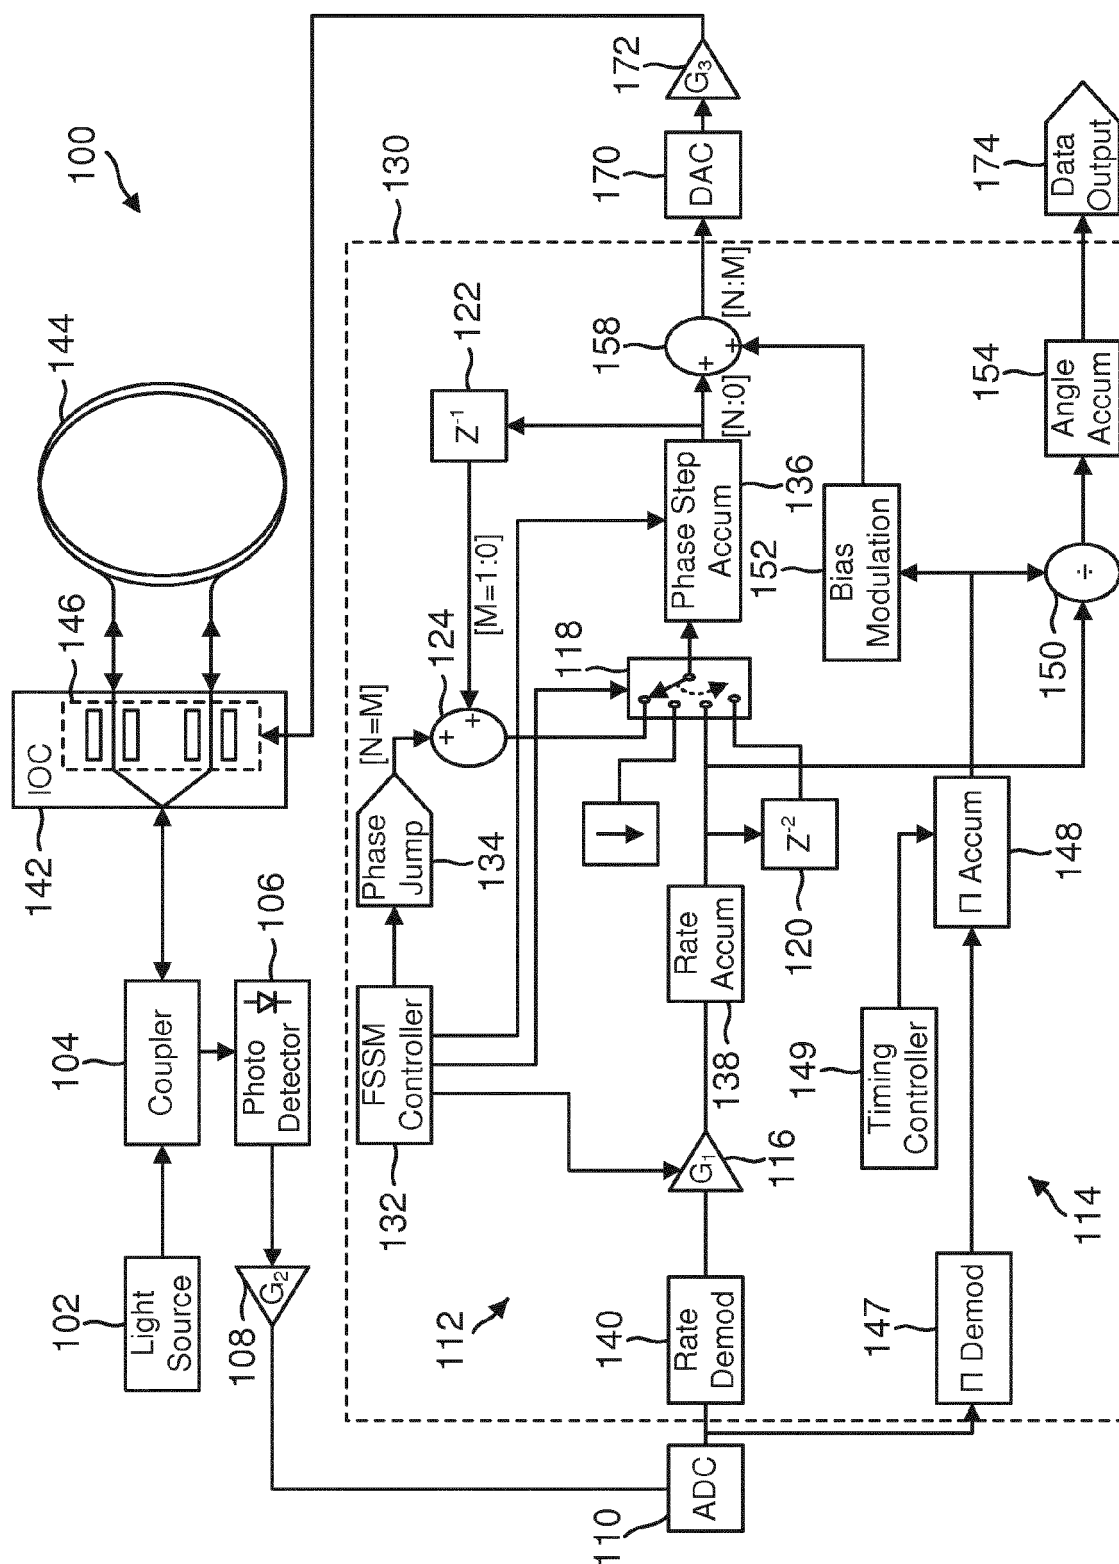 100
102
Light
Source
104
Coupler
142
IOC
146
144
108
G₂
Photo
Detector
106
130
132
FSSM
Controller
Phase
Jump
134
[N=M]
124
[M=1:0]
Z⁻¹
122
112
110
ADC
140
Rate
Demod
G₁
116
Rate
Accum
138
Z⁻²
120
118
Phase Step
Accum
136
[N:0]
158
[N:M]
170
DAC
172
G₃
152
Bias
Modulation
149
Timing
Controller
114
147
Π Demod
Π Accum
148
150
÷
154
Angle
Accum
174
Data
Output